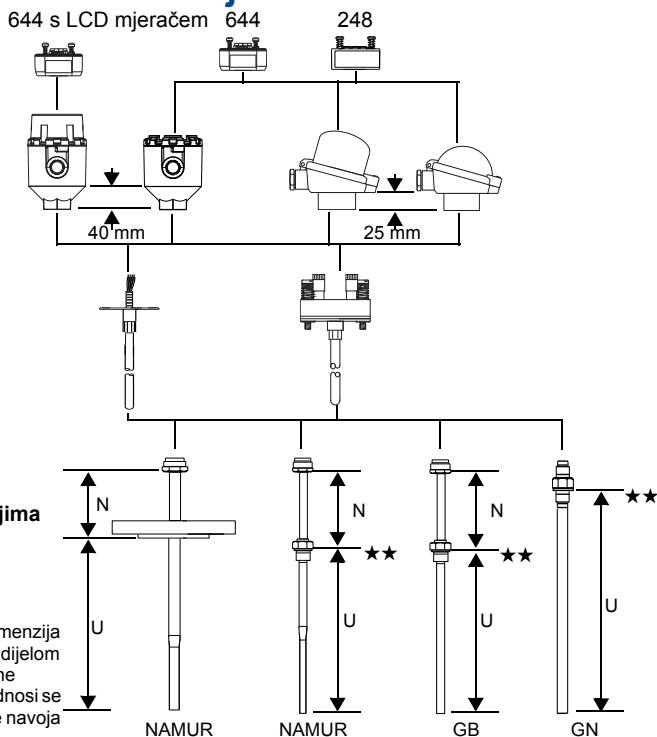 644 s LCD mjeračem 644 248
40 mm 25 mm
N N N
jima
★★ ★★ ★★
U U U U
menzija
dijelom
ne
dnosi se
e navoja
NAMUR NAMUR GB GN